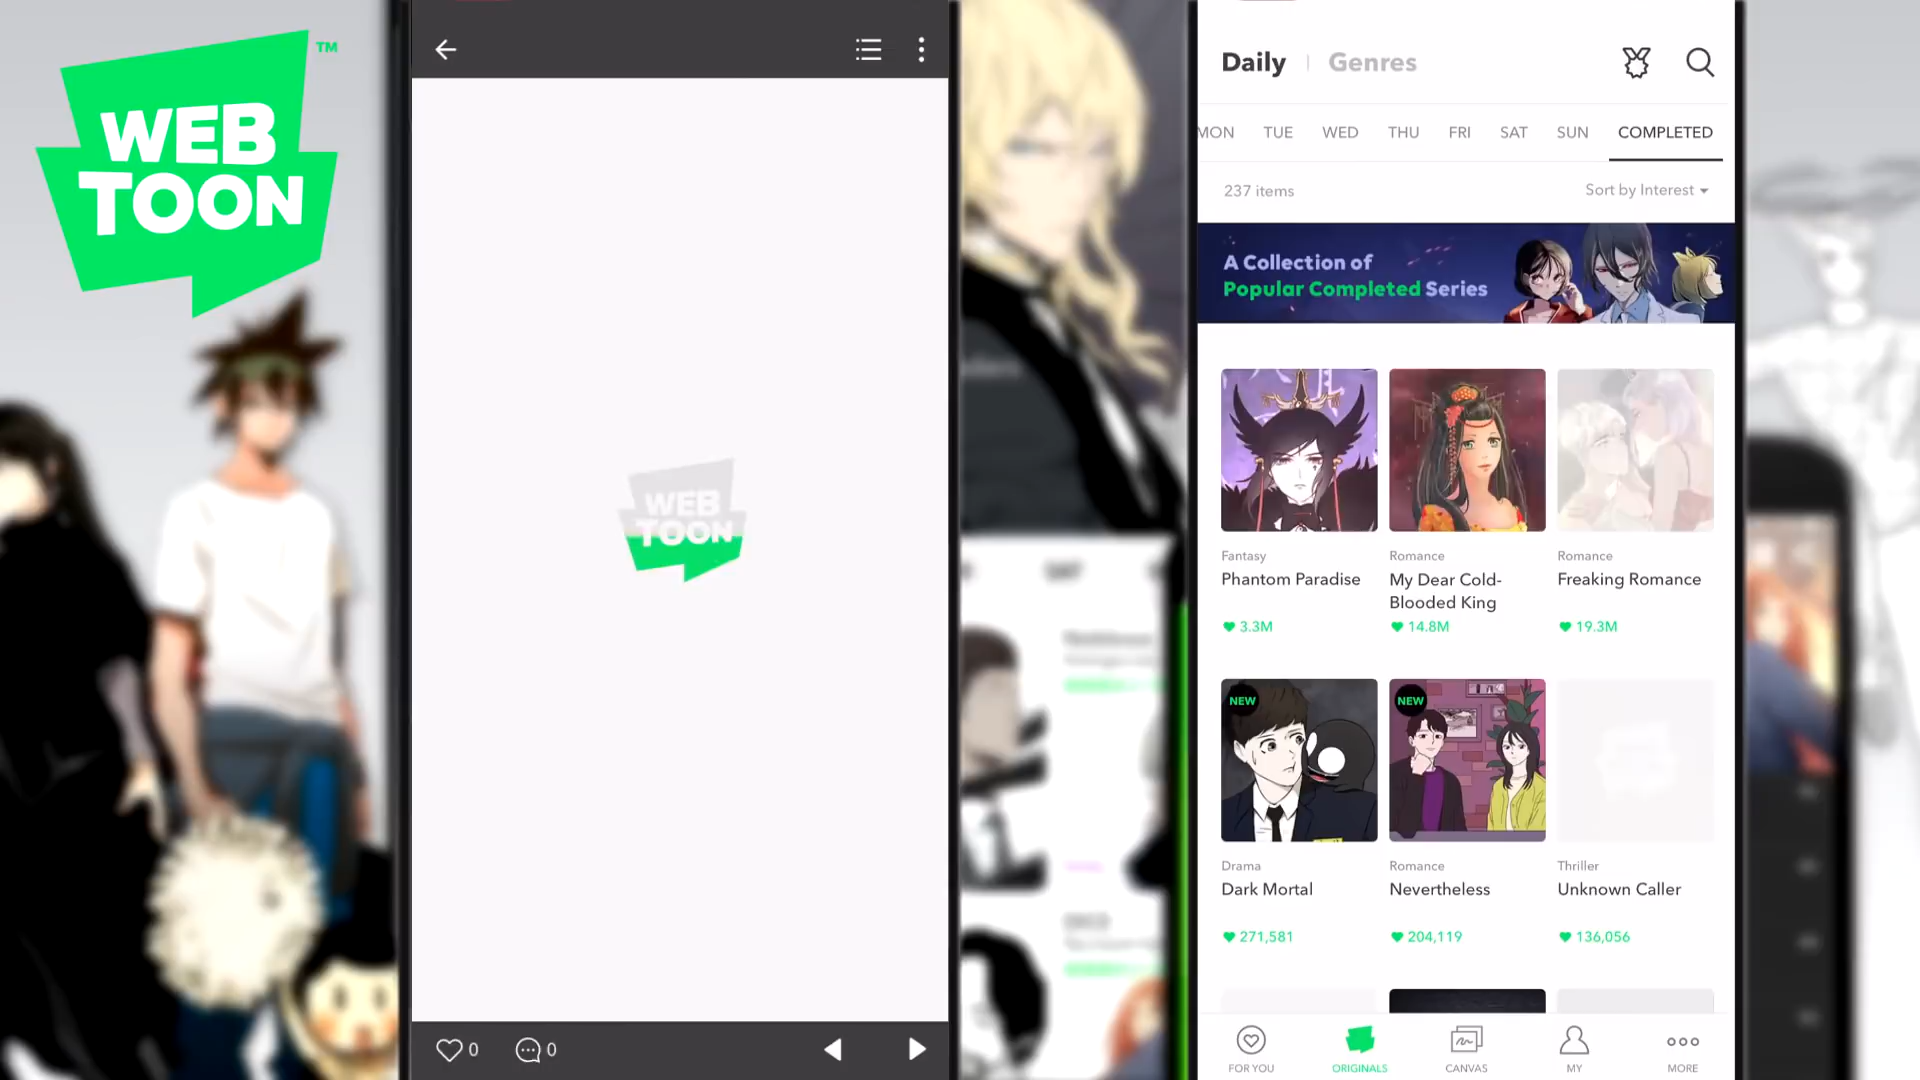 WEB
TOON
TM
WEB
TOON
0
0
Daily
Genres
MON
TUE
WED
THU
FRI
SAT
SUN
COMPLETED
237 items
Sort by Interest
A Collection of
Popular Completed Series
Fantasy
Phantom Paradise
3.3M
Romance
My Dear Cold-
Blooded King
14.8M
Romance
Freaking Romance
19.3M
NEW
Drama
Dark Mortal
271,581
NEW
Romance
Nevertheless
204,119
Thriller
Unknown Caller
136,056
FOR YOU
ORIGINALS
CANVAS
MY
MORE